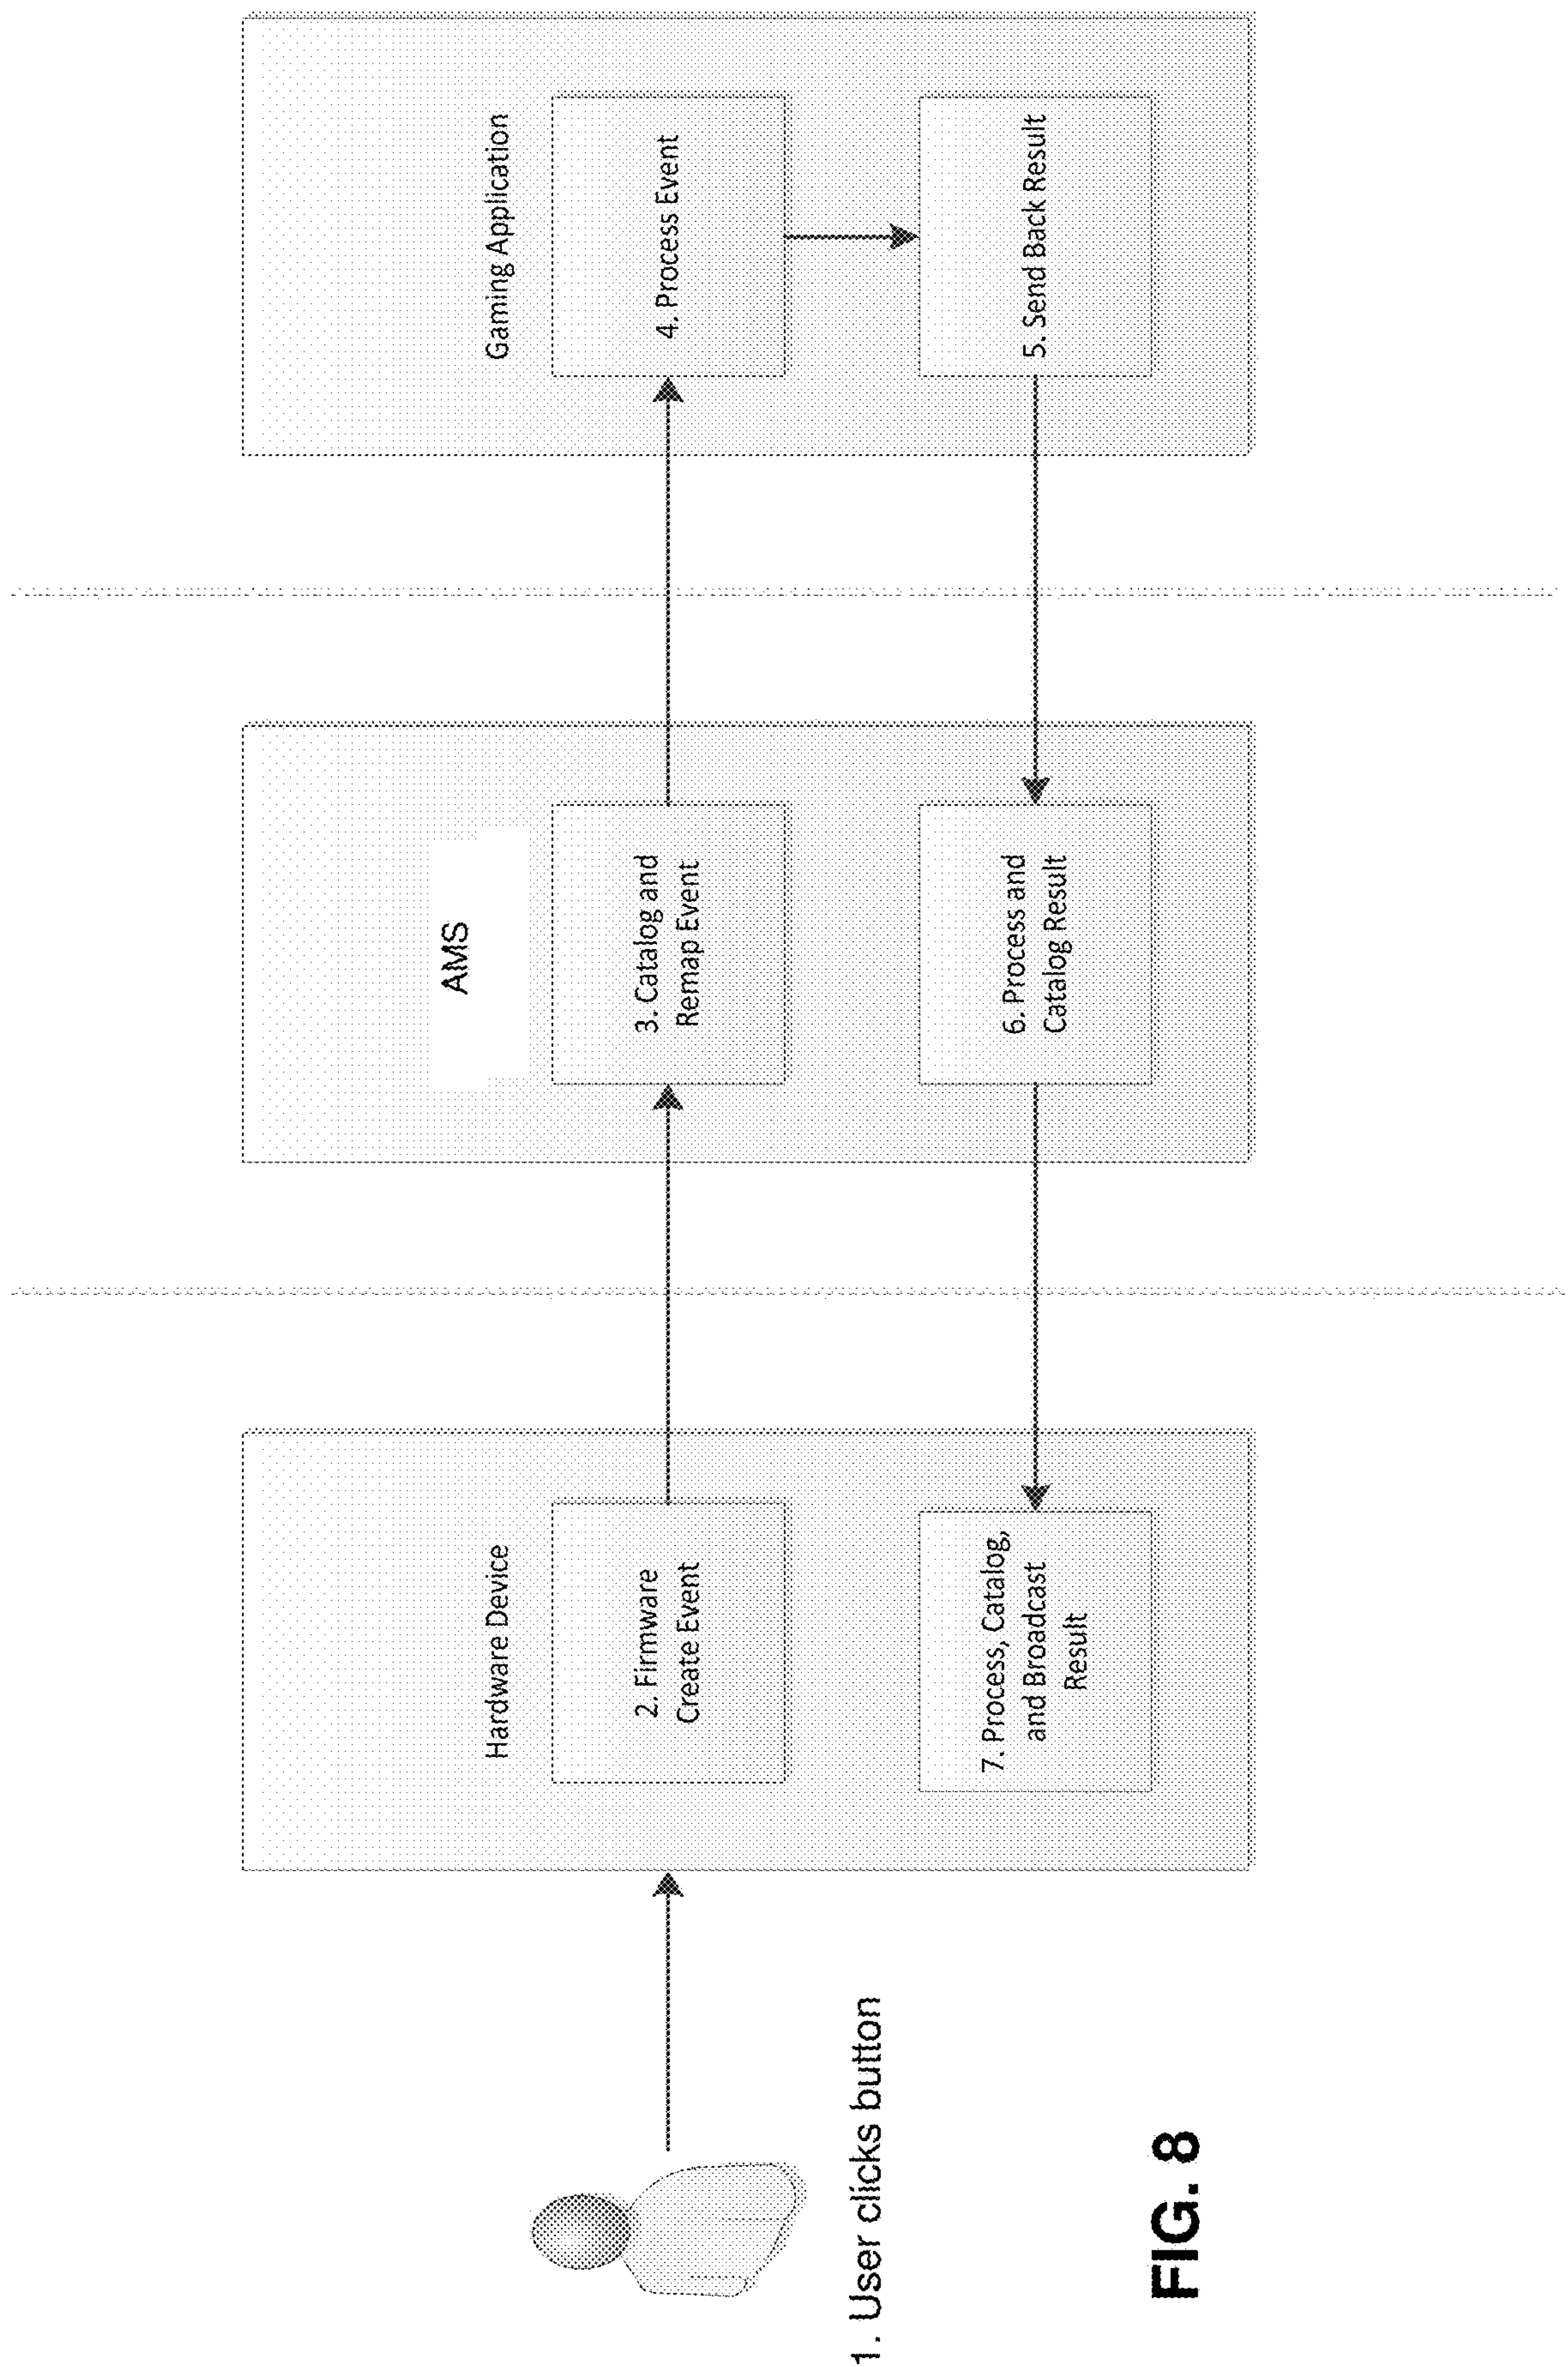 1. User clicks button
Hardware Device
2. Firmware
Create Event
7. Process, Catalog,
and Broadcast
Result
AMS
3. Catalog and
Remap Event
6. Process and
Catalog Result
Gaming Application
4. Process Event
5. Send Back Result
FIG. 8